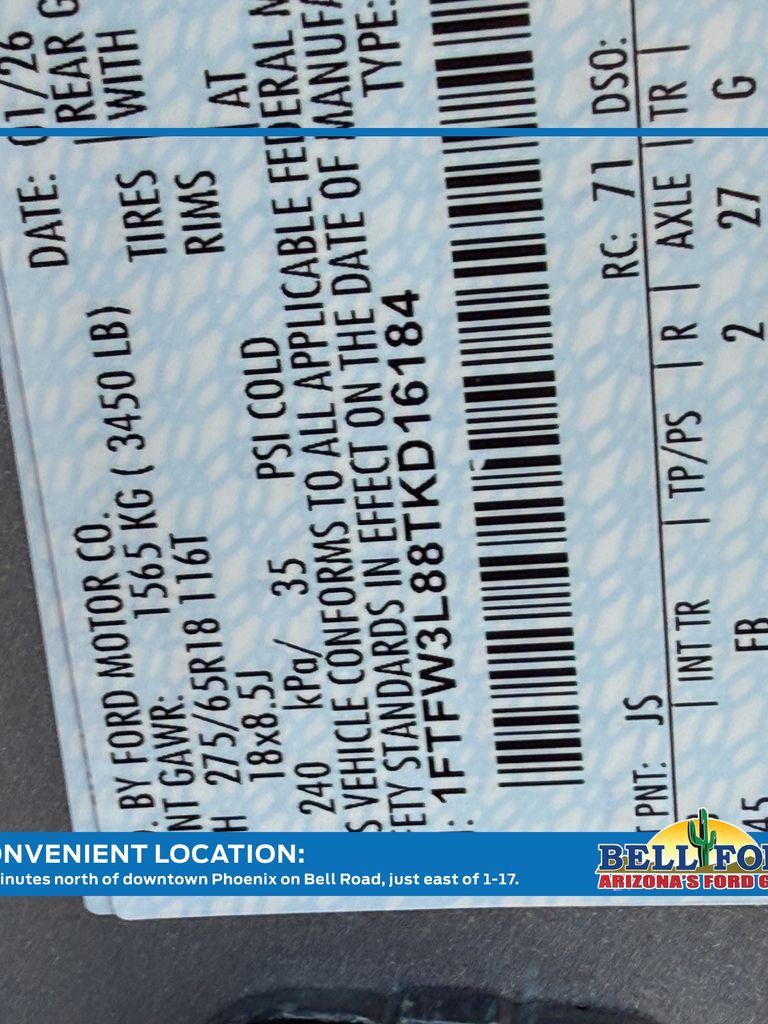 DATE: 01/26
BY FORD MOTOR CO.
REAR G
GAWR: 1565 KG ( 3450 LB)
WITH
275/65R18 116T
TIRES
18x8.5J
RIMS
240 kPa/ 35 PSI COLD
AT
VEHICLE CONFORMS TO ALL APPLICABLE FEDERAL
STANDARDS IN EFFECT ON THE DATE OF
1FTFW3L88TKD16184
TYPE:
PNT: JS
RC: 71
DSO:
| INT TR | TP/PS | R | AXLE | TR |
45 FB 2 27 G
CONVENIENT LOCATION:
minutes north of downtown Phoenix on Bell Road, just east of 1-17.
BELL FO
ARIZONA'S FORD G